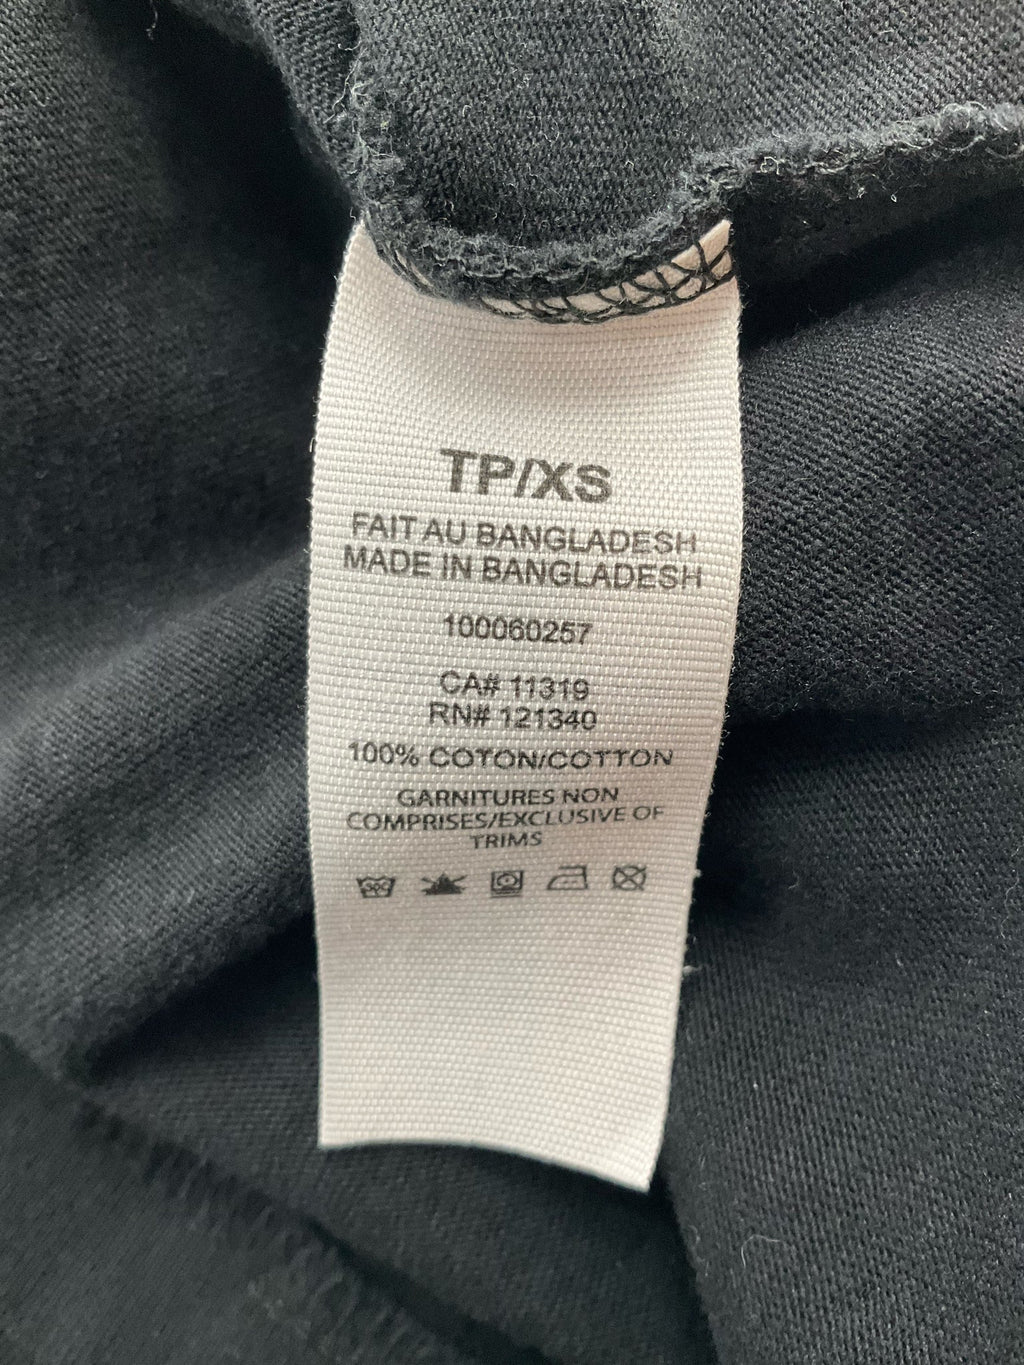 TP/XS
FAIT AU BANGLADESH
MADE IN BANGLADESH
100060257
CA# 11319
RN# 121340
100% COTON/COTTON
GARNITURES NON
COMPRISES/EXCLUSIVE OF
TRIMS